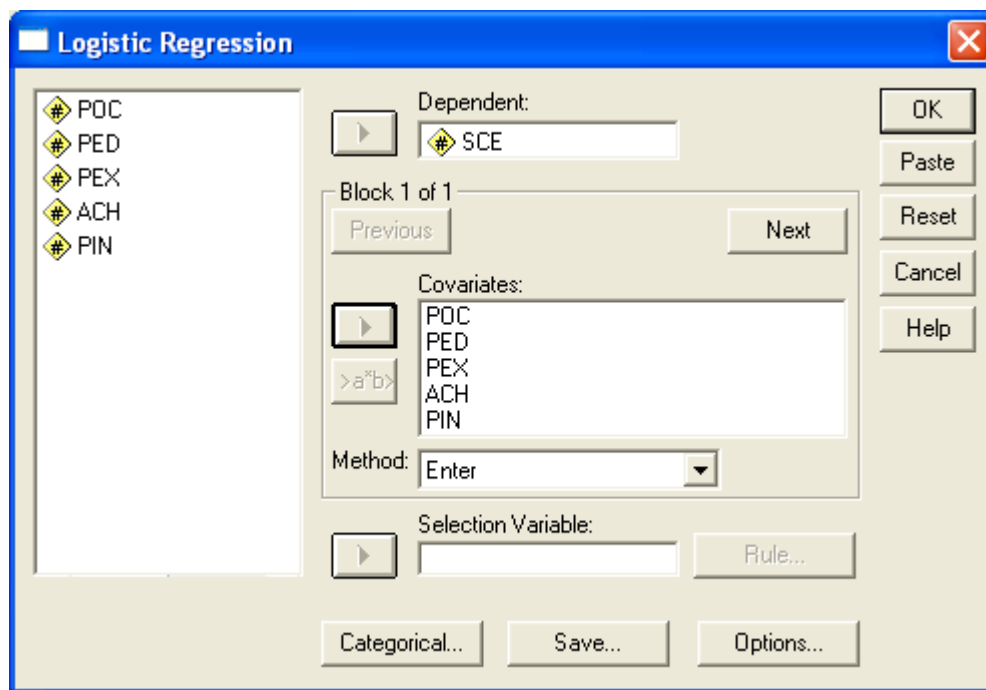 Logistic Regression
# POC
# PED
# PEX
# ACH
# PIN
Dependent:
# SCE
Block 1 of 1
Previous
Next
Covariates:
POC
PED
PEX
ACH
PIN
>a*b>
Method:
Enter
Selection Variable:
Rule...
Categorical...
Save...
Options...
OK
Paste
Reset
Cancel
Help